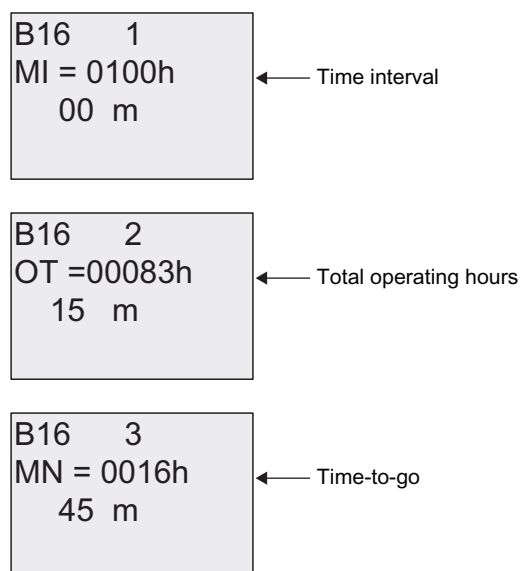 B16 1
MI = 0100h
00 m
Time interval
B16 2
OT =00083h
15 m
Total operating hours
B16 3
MN = 0016h
45 m
Time-to-go